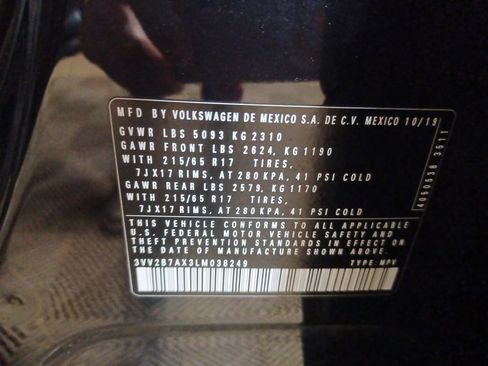 MFD BY VOLKSWAGEN DE MEXICO S.A. DE C.V. MEXICO 10/19
GVWR LBS 5093 KG 2310
GAWR FRONT LBS 2624, KG 1190
WITH 215/65 R17 TIRES,
7JX17 RIMS, AT 280 KPA, 41 PSI COLD
GAWR REAR LBS 2579, KG 1170
WITH 215/65 R17 TIRES,
7JX17 RIMS, AT 280 KPA, 41 PSI COLD
THIS VEHICLE CONFORMS TO ALL APPLICABLE
U.S. FEDERAL MOTOR VEHICLE SAFETY AND
THEFT PREVENTION STANDARDS IN EFFECT ON
THE DATE OF MANUFACTURE SHOWN ABOVE.
3VV2B7AX3LM038249 TYPE: MPV